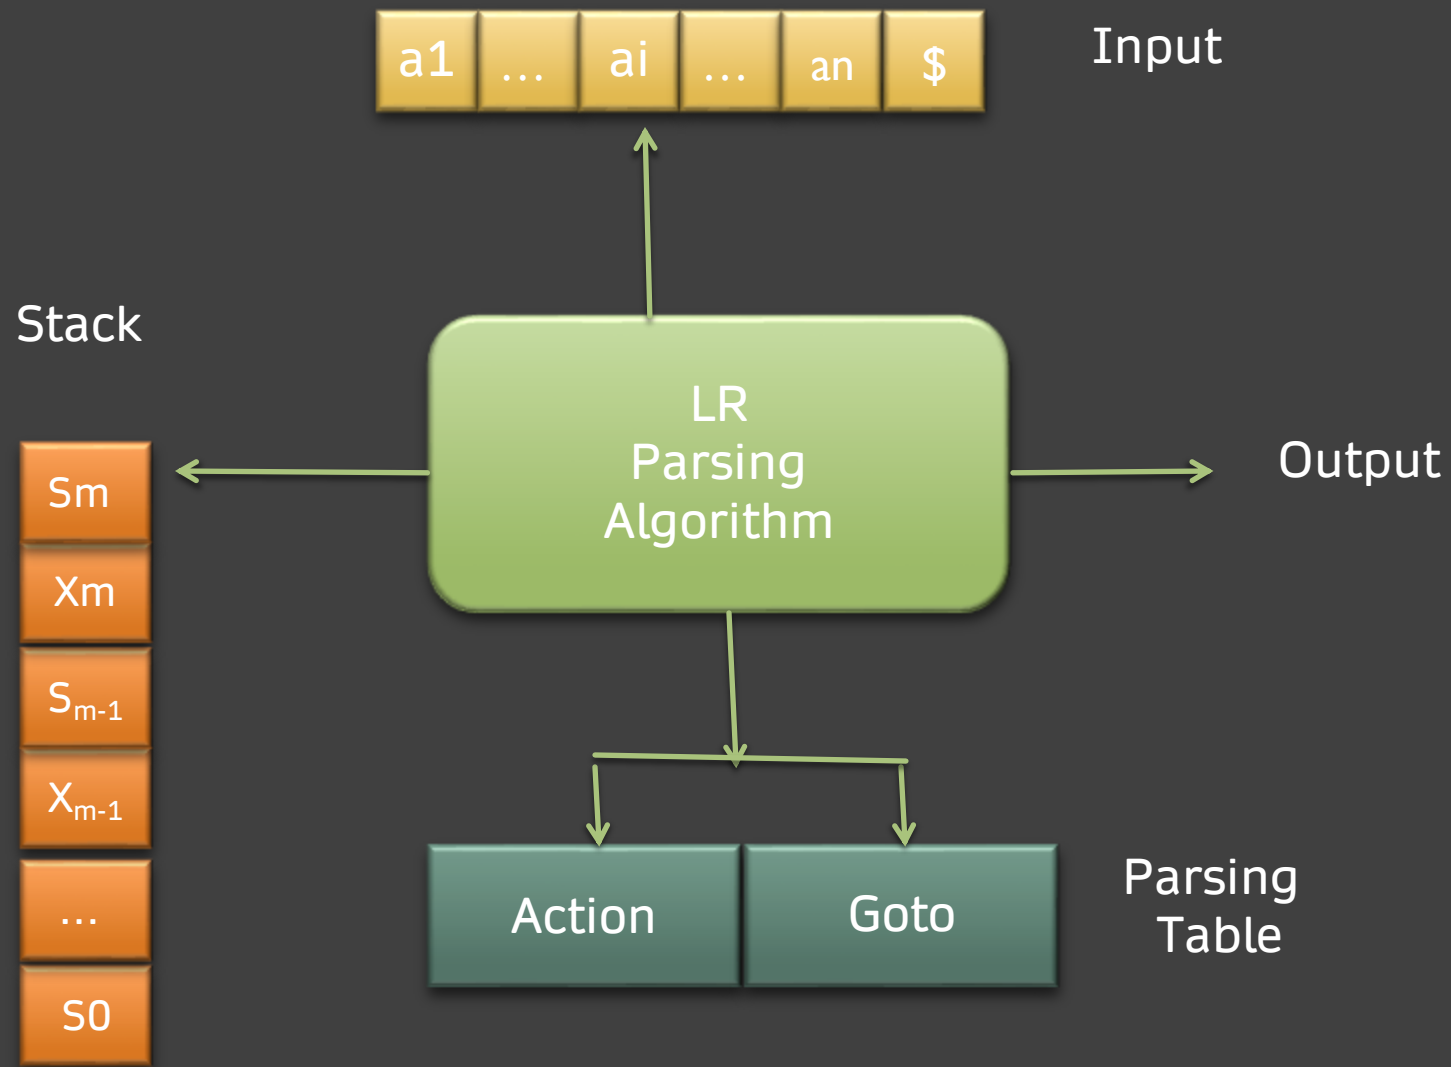 a1 ... ai ... an $
Input
Stack
LR
Parsing
Algorithm
Output
Sm
Xm
Sm-1
Xm-1
...
S0
Action
Goto
Parsing
Table